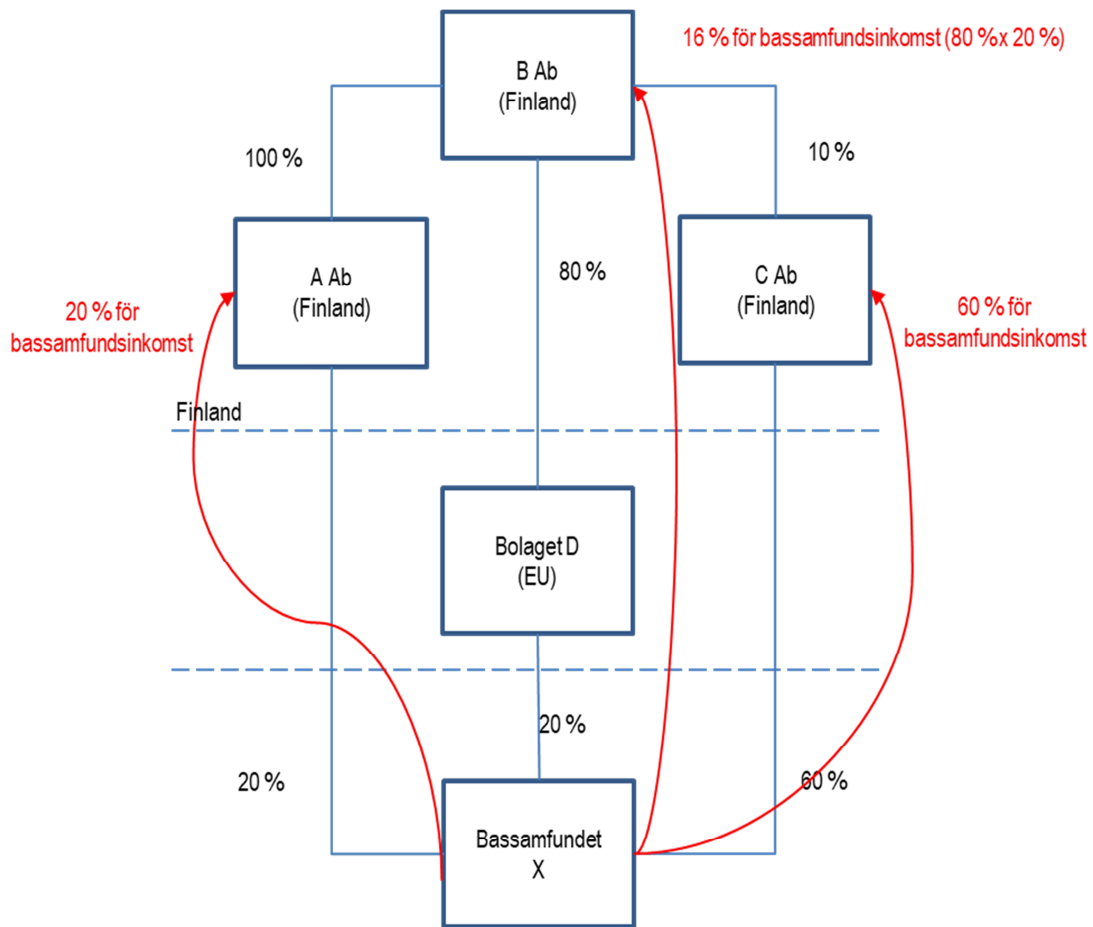 16 % för bassamfundsinkomst (80 %x 20 %)
B Ab
(Finland)
100 %
10 %
A Ab
(Finland)
80 %
C Ab
(Finland)
20 % för
bassamfundsinkomst
60 % för
bassamfundsinkomst
Finland
Bolaget D
(EU)
20 %
20 %
60 %
Bassamfundet
X